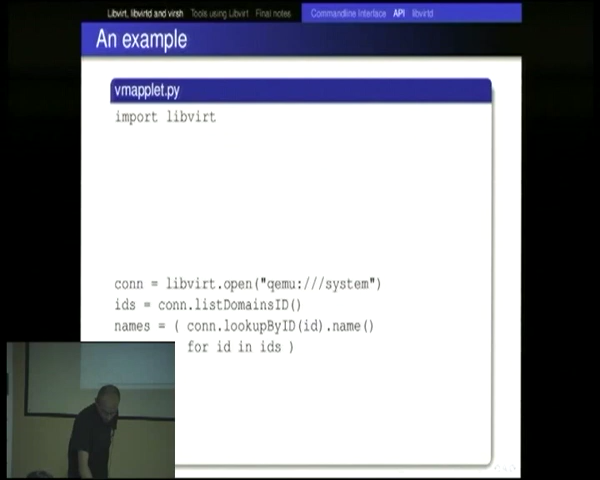 Libvirt, libvirtd and virsh Tools using Libvirt Final notes Commandline Interface API libvirtd
An example
vmapplet.py
import libvirt
conn = libvirt.open("qemu:///system")
ids = conn.listDomainsID()
names = ( conn.lookupByID(id).name()
for id in ids )